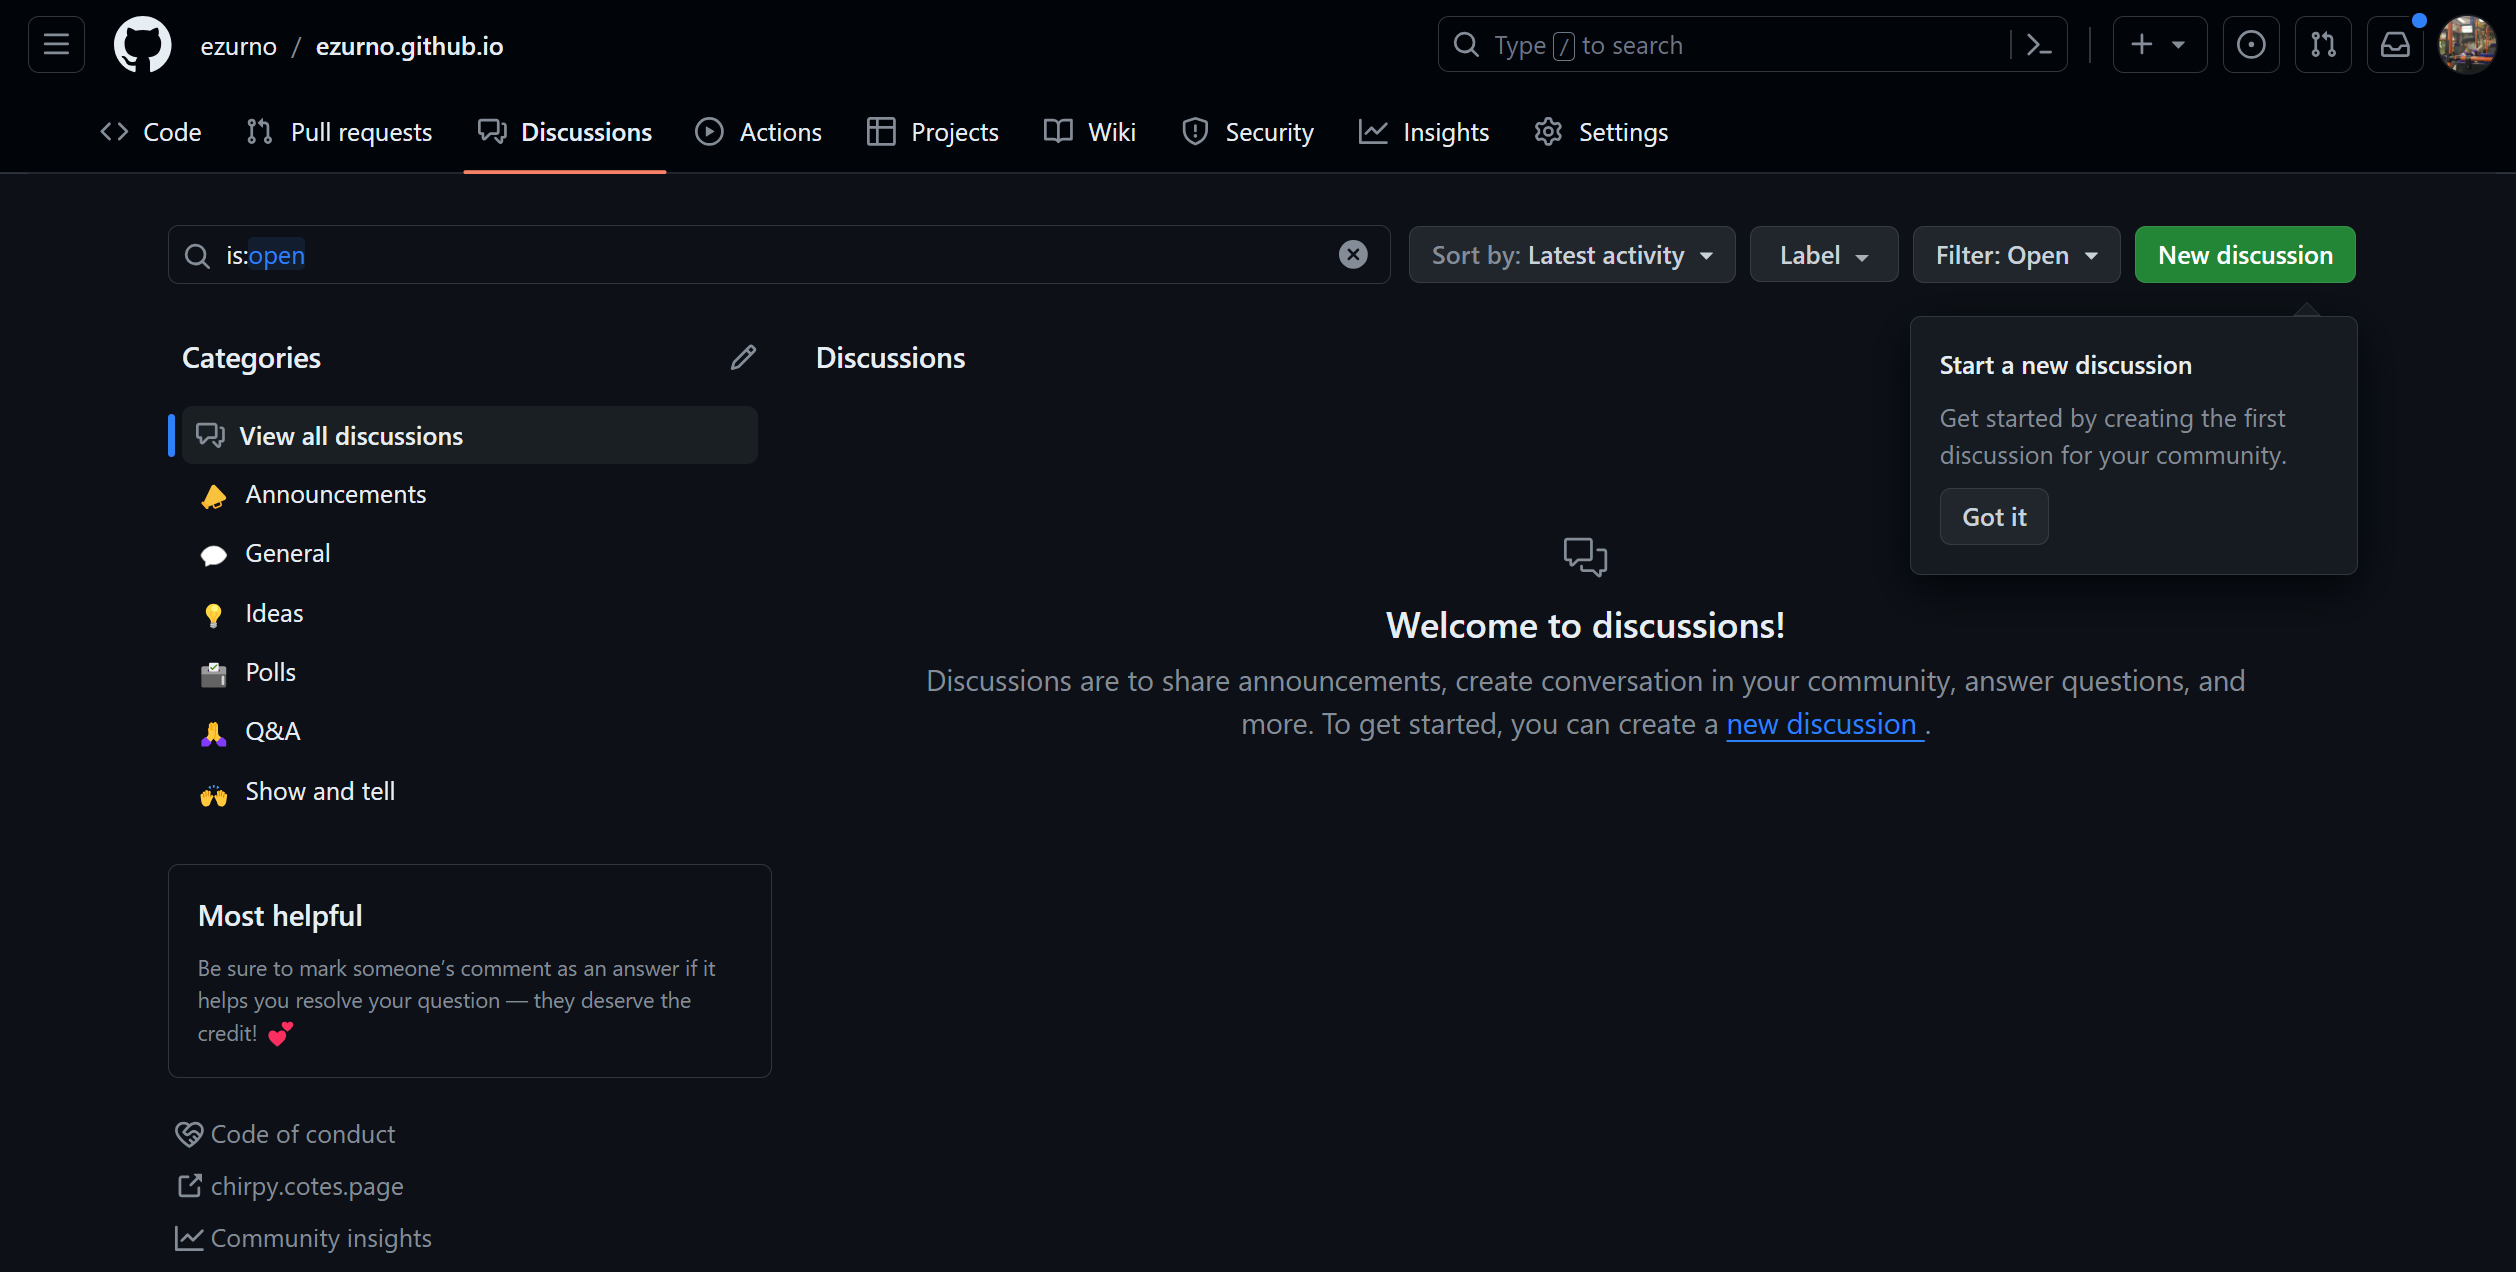 ezurno / ezurno.github.io
Type / to search
Code
Pull requests
Discussions
Actions
Projects
Wiki
Security
Insights
Settings
is:open
Sort by: Latest activity
Label
Filter: Open
New discussion
Categories
View all discussions
Announcements
General
Ideas
Polls
Q&A
Show and tell
Most helpful
Be sure to mark someone’s comment as an answer if it
helps you resolve your question — they deserve the
credit! 💕
Code of conduct
chirpy.cotes.page
Community insights
Discussions
Start a new discussion
Get started by creating the first
discussion for your community.
Got it
Welcome to discussions!
Discussions are to share announcements, create conversation in your community, answer questions, and
more. To get started, you can create a new discussion .